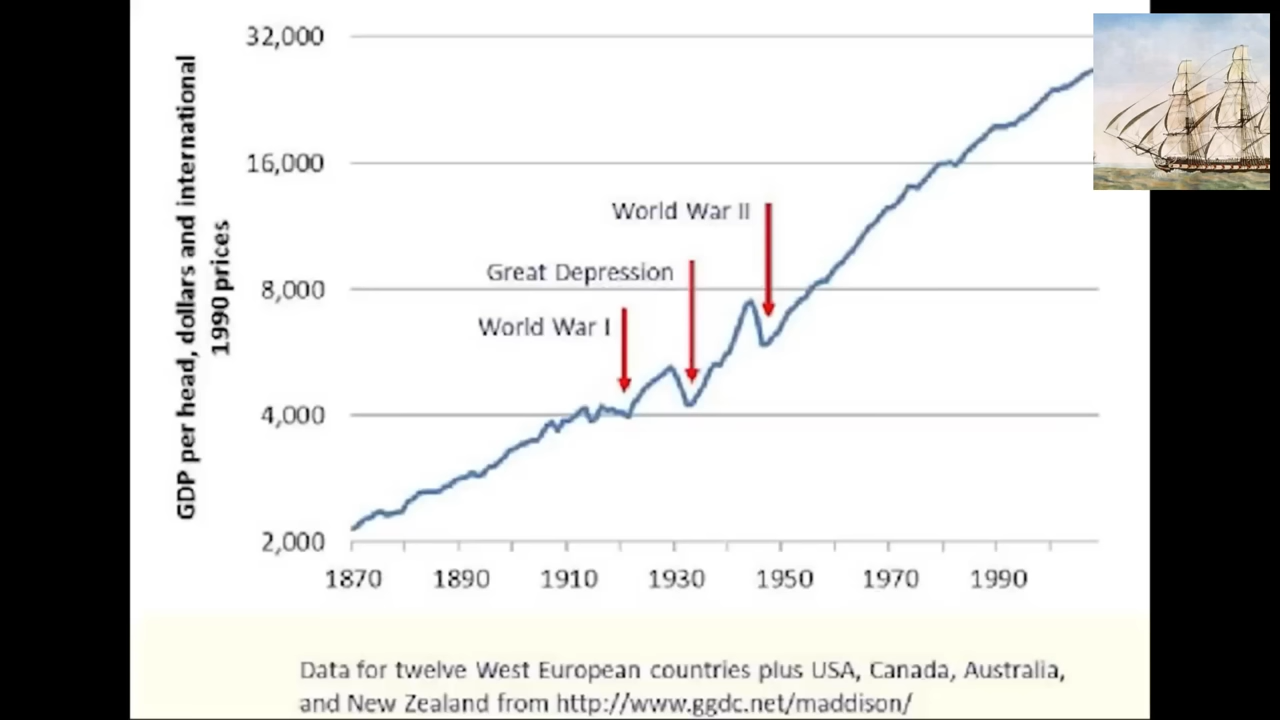 GDP per head, dollars and international
1990 prices
32,000
16,000
8,000
4,000
2,000
World War II
Great Depression
World War I
1870 1890 1910 1930 1950 1970 1990
Data for twelve West European countries plus USA, Canada, Australia,
and New Zealand from http://www.ggdc.net/maddison/